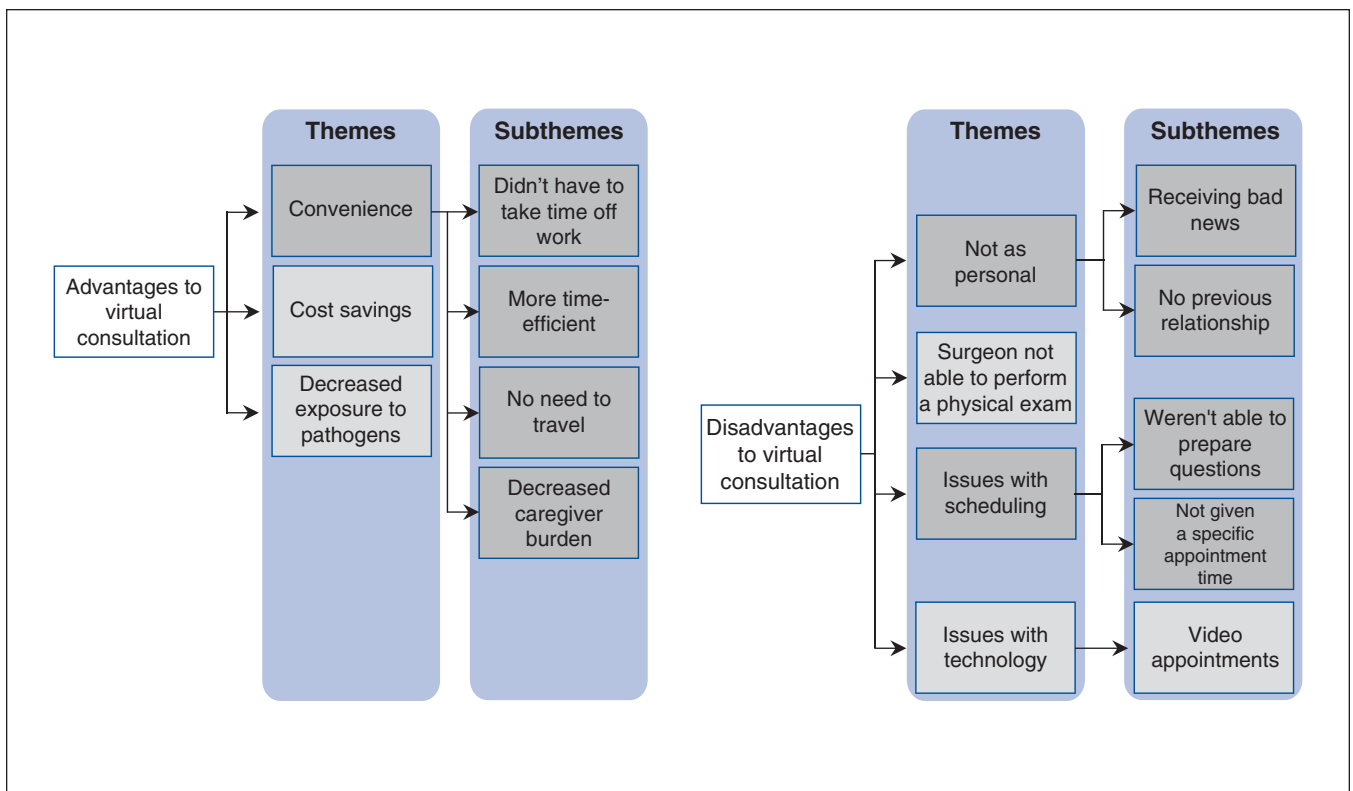 Themes
Subthemes
Advantages to
virtual
consultation
Convenience
Cost savings
Decreased
exposure to
pathogens
Didn't have to
take time off
work
More time-
efficient
No need to
travel
Decreased
caregiver
burden
Themes
Subthemes
Disadvantages
to virtual
consultation
Not as
personal
Surgeon not
able to perform
a physical exam
Issues with
scheduling
Issues with
technology
Receiving bad
news
No previous
relationship
Weren't able to
prepare
questions
Not given
a specific
appointment
time
Video
appointments